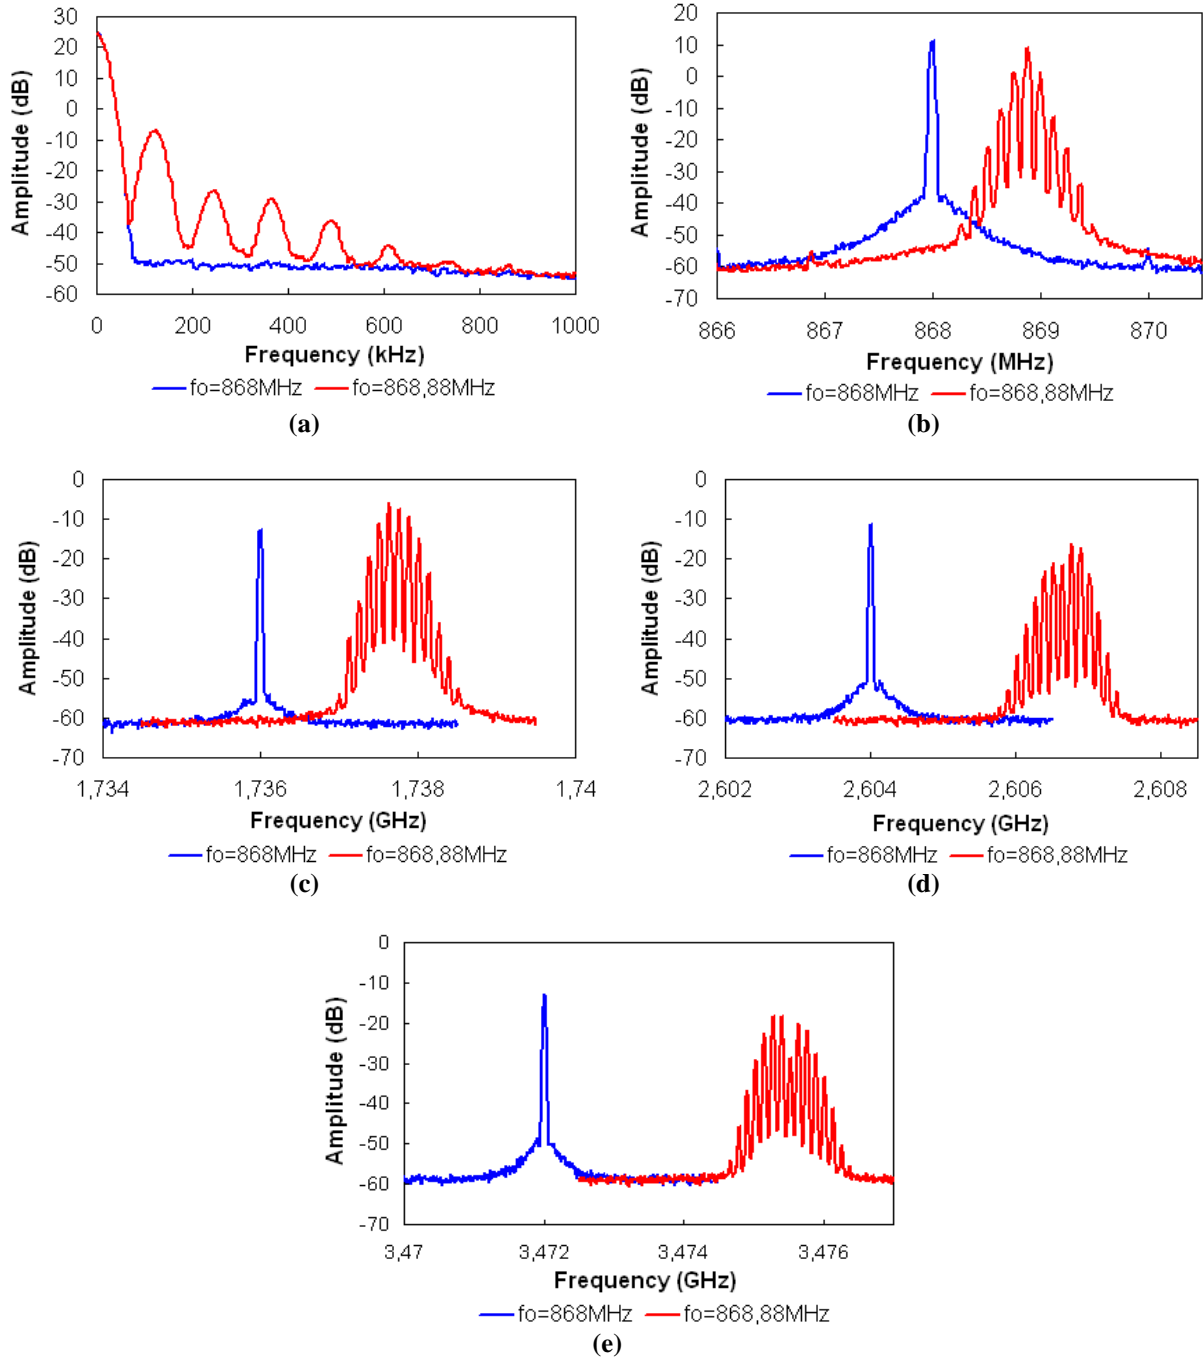 30
20
10
0
-10
-20
-30
-40
-50
-60
Amplitude (dB)
0 200 400 600 800 1000
Frequency (kHz)
fo=868MHz fo=868,88MHz
(a)
20
10
0
-10
-20
-30
-40
-50
-60
-70
Amplitude (dB)
866 867 868 869 870
Frequency (MHz)
fo=868MHz fo=868,88MHz
(b)
0
-10
-20
-30
-40
-50
-60
-70
Amplitude (dB)
1,734 1,736 1,738 1,74
Frequency (GHz)
fo=868MHz fo=868,88MHz
(c)
0
-10
-20
-30
-40
-50
-60
-70
Amplitude (dB)
2,602 2,604 2,606 2,608
Frequency (GHz)
fo=868MHz fo=868,88MHz
(d)
0
-10
-20
-30
-40
-50
-60
-70
Amplitude (dB)
3,47 3,472 3,474 3,476
Frequency (GHz)
fo=868MHz fo=868,88MHz
(e)